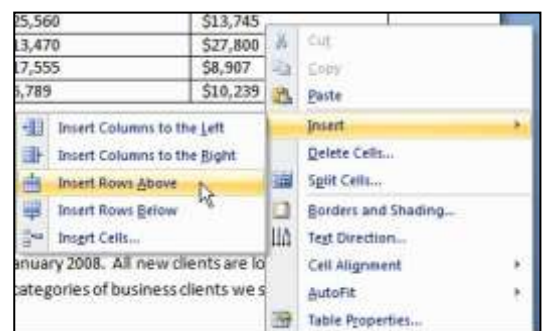 25,560 $13,745
13,470 $27,800
17,555 $8,907
,789 $10,239
Cut
Copy
Paste
Insert
Delete Cells...
Split Cells...
Borders and Shading...
Text Direction...
Cell Alignment
AutoFit
Table Properties...
Insert Columns to the Left
Insert Columns to the Right
Insert Rows Above
Insert Rows Below
Insert Cells...
anuary 2008. All new clients are lo
categories of business clients we s